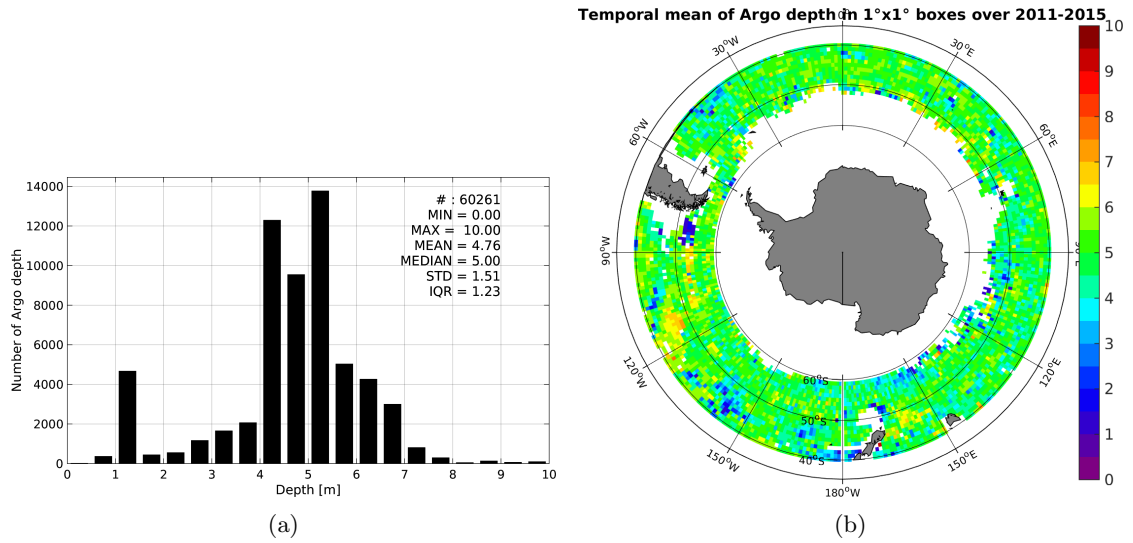 Temporal mean of Argo depth in 1°x1° boxes over 2011-2015
14000
12000
10000
8000
6000
4000
2000
0
Number of Argo depth
# : 60261
MIN = 0.00
MAX = 10.00
MEAN = 4.76
MEDIAN = 5.00
STD = 1.51
IQR = 1.23
0 1 2 3 4 5 6 7 8 9 10
Depth [m]
(a)
30°W
30°E
60°W
60°E
90°W
120°W
120°E
150°W
150°E
180°W
60°S
50°S
40°S
10
9
8
7
6
5
4
3
2
1
0
(b)